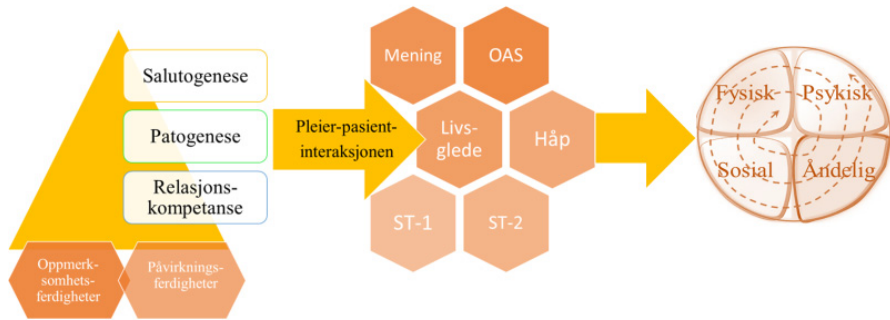 Salutogenese
Patogenese
Relasjons-
kompetanse
Oppmerk-
somhets-
ferdigheter
Påvirknings-
ferdigheter
Pleier-pasient-
interaksjonen
Mening
OAS
Livs-
glede
Håp
ST-1
ST-2
Fysisk
Psykisk
Sosial
Åndelig